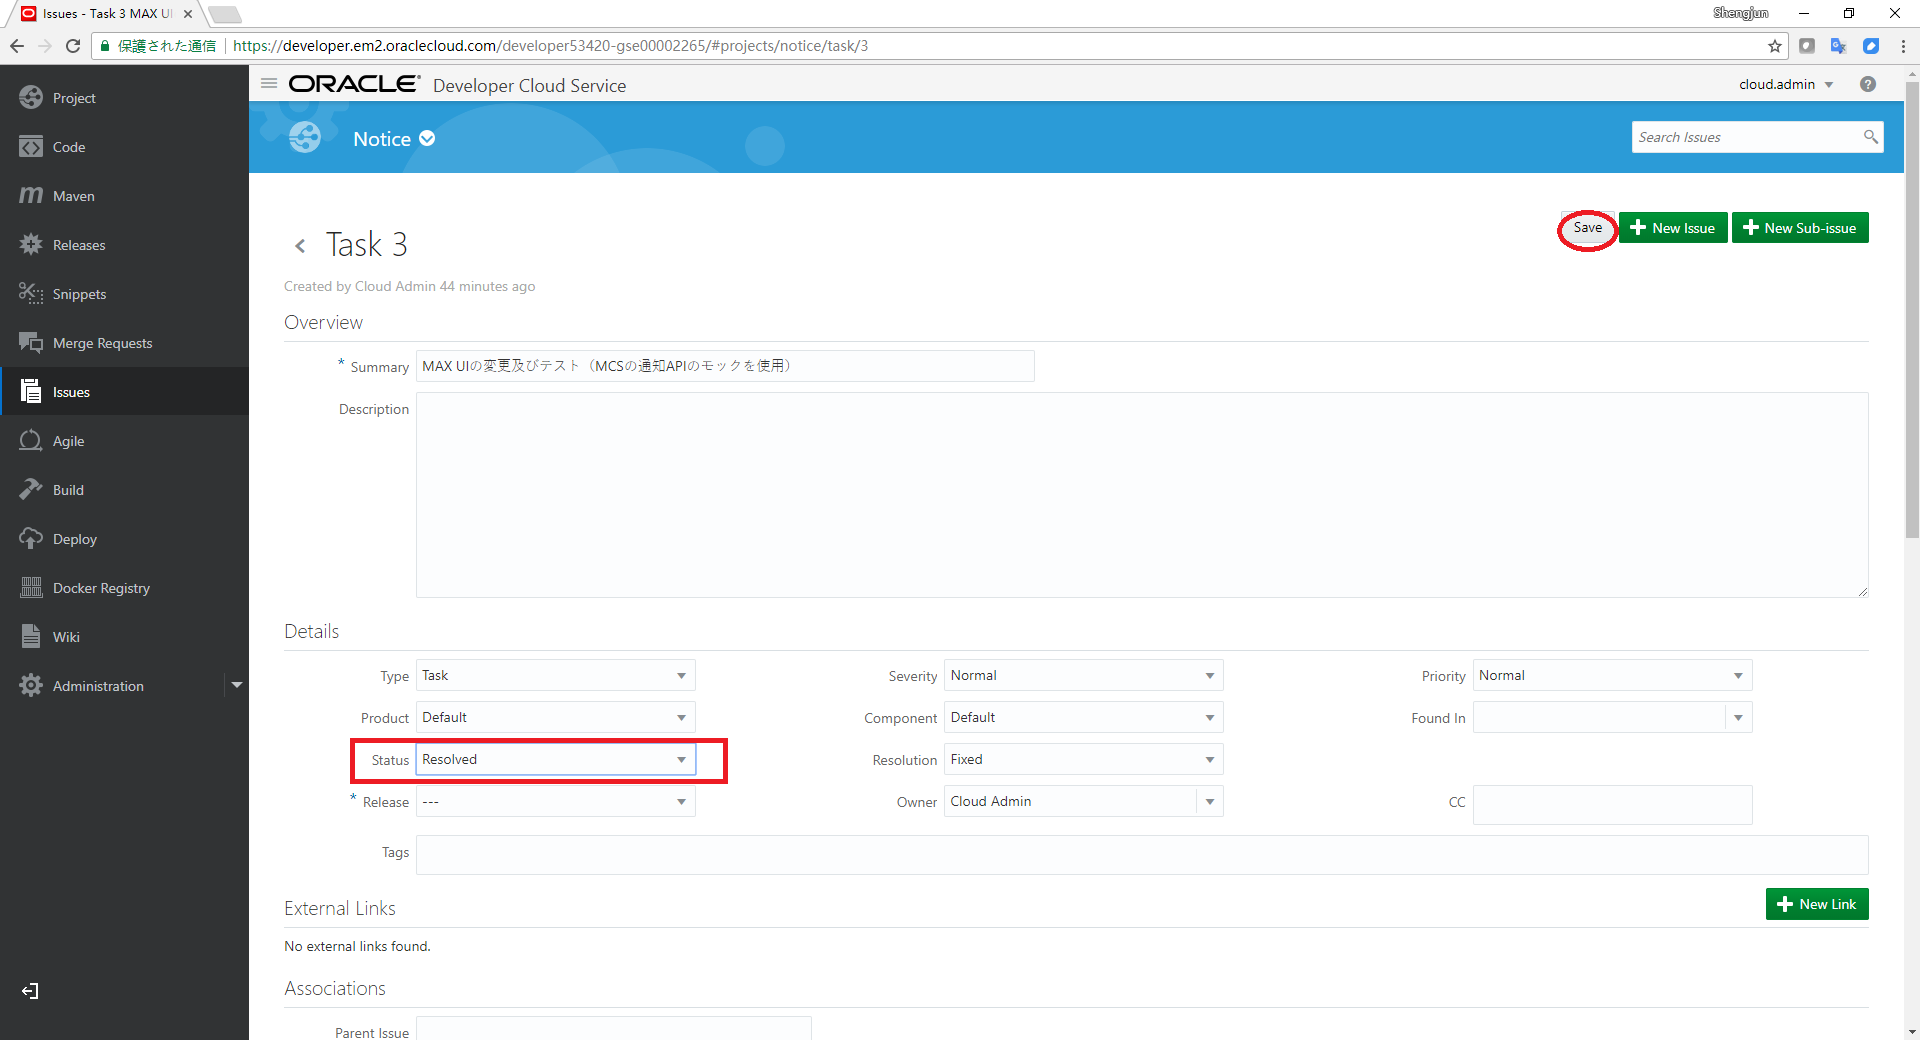 Issues - Task 3 MAX UI
Shengjun
保護された通信
https://developer.em2.oraclecloud.com/developer53420-gse00002265/#projects/notice/task/3
Project
Code
Maven
Releases
Snippets
Merge Requests
Issues
Agile
Build
Deploy
Docker Registry
Wiki
Administration
ORACLE Developer Cloud Service
cloud.admin
Notice
Search Issues
Task 3
Save
New Issue
New Sub-issue
Created by Cloud Admin 44 minutes ago
Overview
* Summary MAX UIの変更及びテスト（MCSの通知APIのモックを使用）
Description
Details
Type Task Severity Normal Priority Normal
Product Default Component Default Found In
Status Resolved Resolution Fixed
* Release --- Owner Cloud Admin CC
Tags
External Links
New Link
No external links found.
Associations
Parent Issue